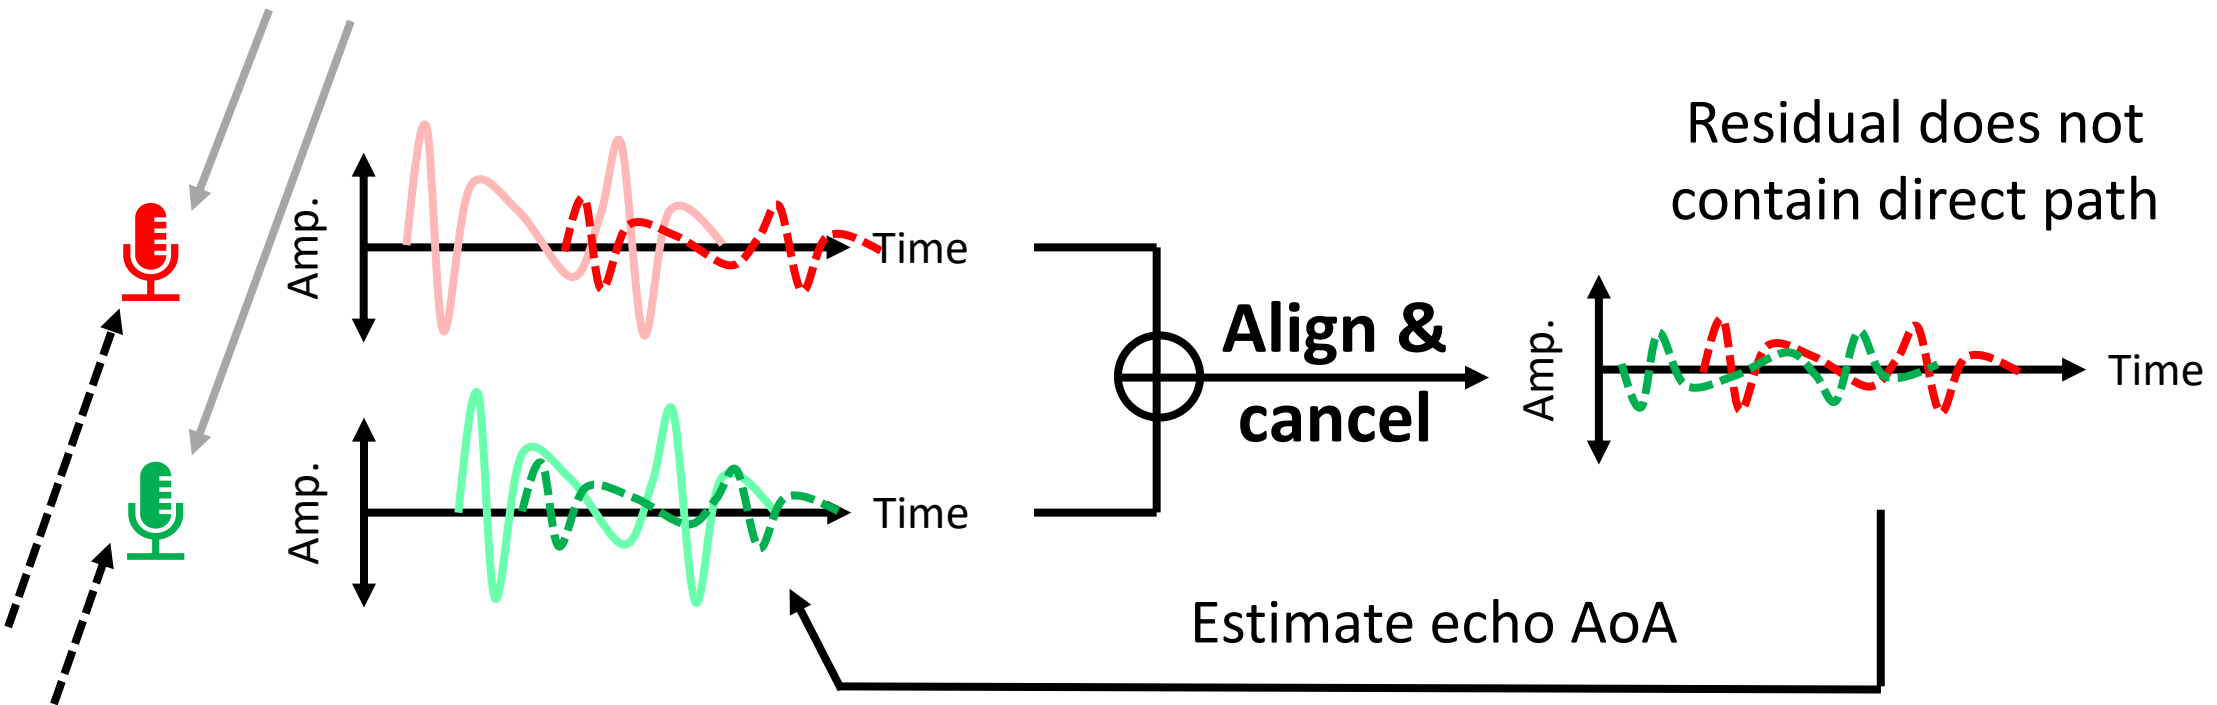 Amp.
Time
Amp.
Time
Align &
cancel
Residual does not
contain direct path
Amp.
Time
Estimate echo AoA